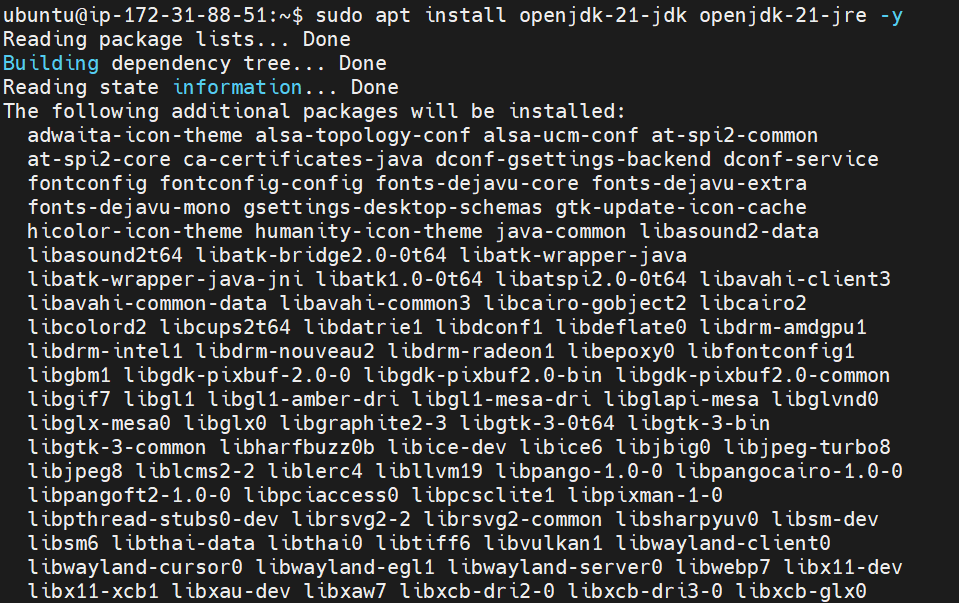 ubuntu@ip-172-31-88-51:~$ sudo apt install openjdk-21-jdk openjdk-21-jre -y
Reading package lists... Done
Building dependency tree... Done
Reading state information... Done
The following additional packages will be installed:
  adwaita-icon-theme alsa-topology-conf alsa-ucm-conf at-spi2-common
  at-spi2-core ca-certificates-java dconf-gsettings-backend dconf-service
  fontconfig fontconfig-config fonts-dejavu-core fonts-dejavu-extra
  fonts-dejavu-mono gsettings-desktop-schemas gtk-update-icon-cache
  hicolor-icon-theme humanity-icon-theme java-common libasound2-data
  libasound2t64 libatk-bridge2.0-0t64 libatk-wrapper-java
  libatk-wrapper-java-jni libatk1.0-0t64 libatspi2.0-0t64 libavahi-client3
  libavahi-common-data libavahi-common3 libcairo-gobject2 libcairo2
  libcolord2 libcups2t64 libdatrie1 libdconf1 libdeflate0 libdrm-amdgpu1
  libdrm-intel1 libdrm-nouveau2 libdrm-radeon1 libepoxy0 libfontconfig1
  libgbm1 libgdk-pixbuf-2.0-0 libgdk-pixbuf2.0-bin libgdk-pixbuf2.0-common
  libgif7 libgl1 libgl1-amber-dri libgl1-mesa-dri libglapi-mesa libglvnd0
  libglx-mesa0 libglx0 libgraphite2-3 libgtk-3-0t64 libgtk-3-bin
  libgtk-3-common libharfbuzz0b libice-dev libice6 libjbig0 libjpeg-turbo8
  libjpeg8 liblcms2-2 liblerc4 libllvm19 libpango-1.0-0 libpangocairo-1.0-0
  libpangoft2-1.0-0 libpciaccess0 libpcsclite1 libpixman-1-0
  libpthread-stubs0-dev librsvg2-2 librsvg2-common libsharpyuv0 libsm-dev
  libsm6 libthai-data libthai0 libtiff6 libvulkan1 libwayland-client0
  libwayland-cursor0 libwayland-egl1 libwayland-server0 libwebp7 libx11-dev
  libx11-xcb1 libxau-dev libxaw7 libxcb-dri2-0 libxcb-dri3-0 libxcb-glx0